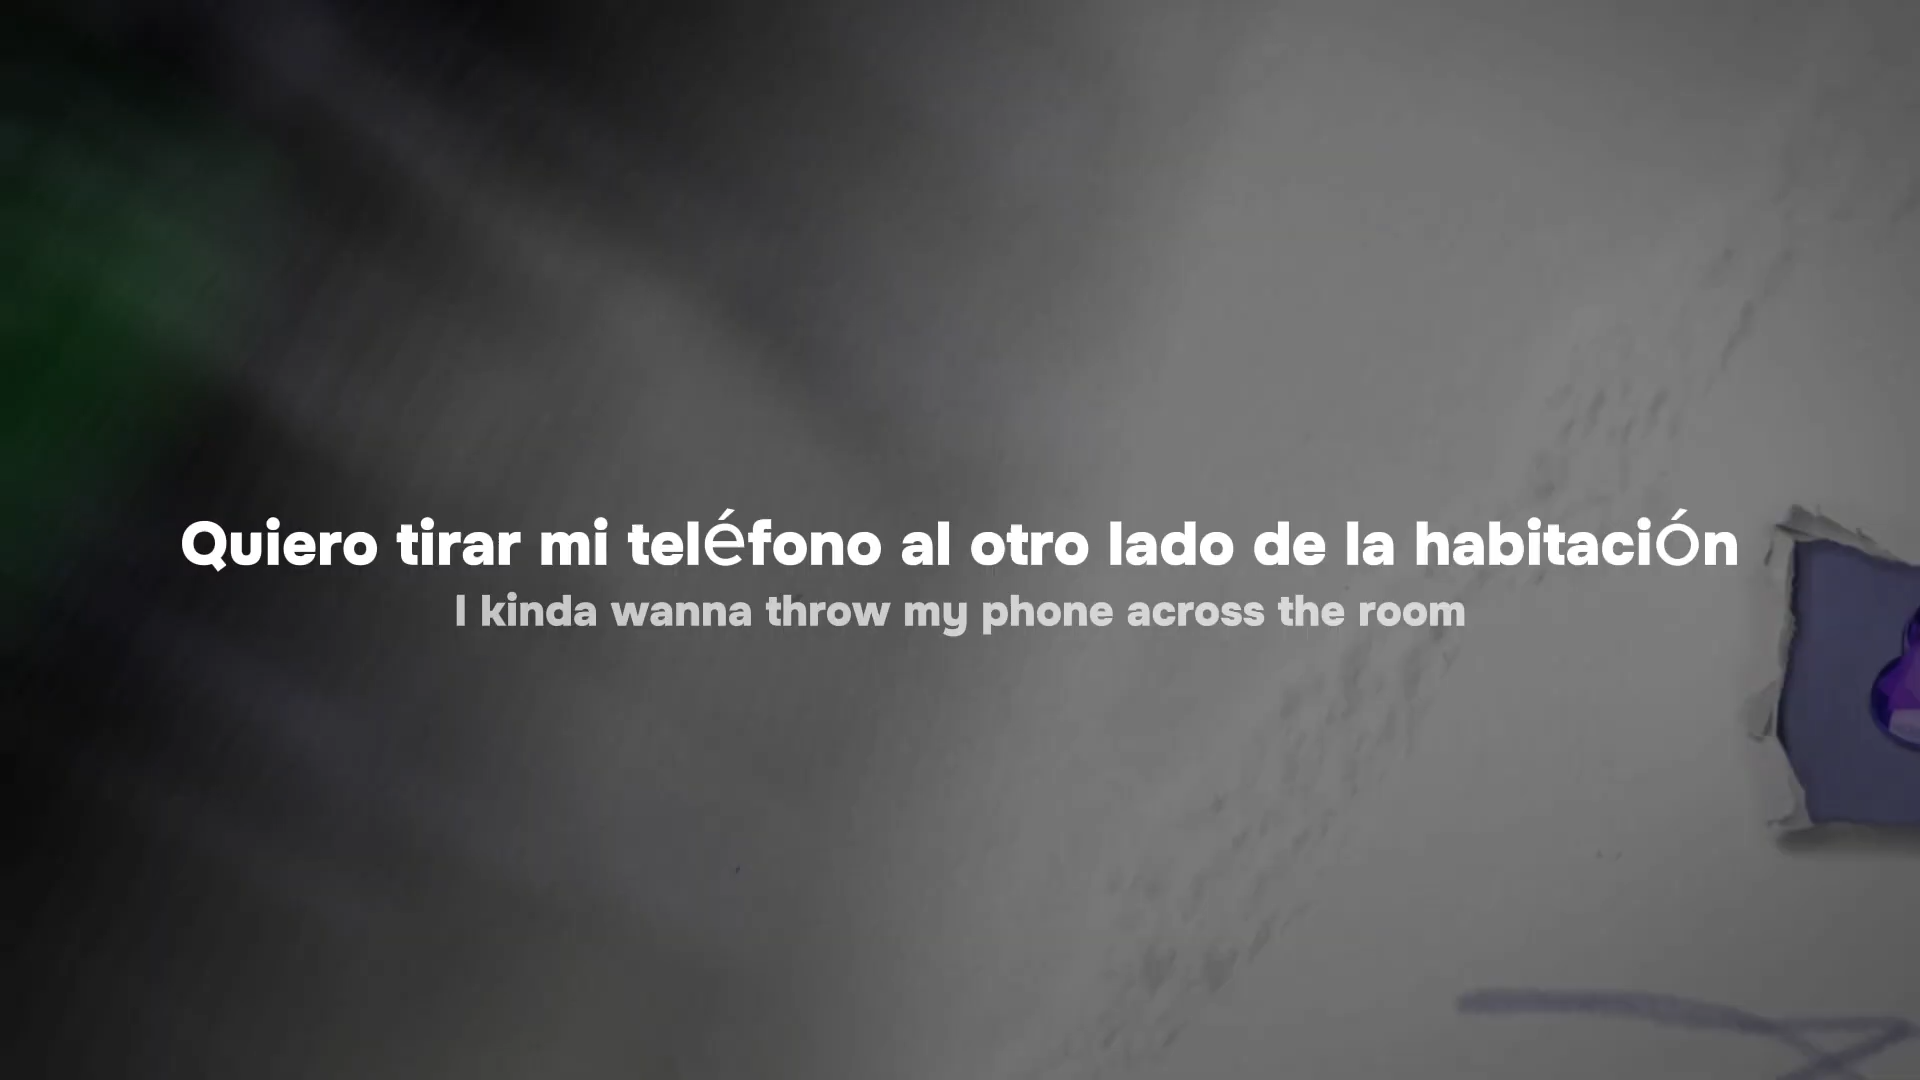 Quiero tirar mi teléfono al otro lado de la habitación
I kinda wanna throw my phone across the room